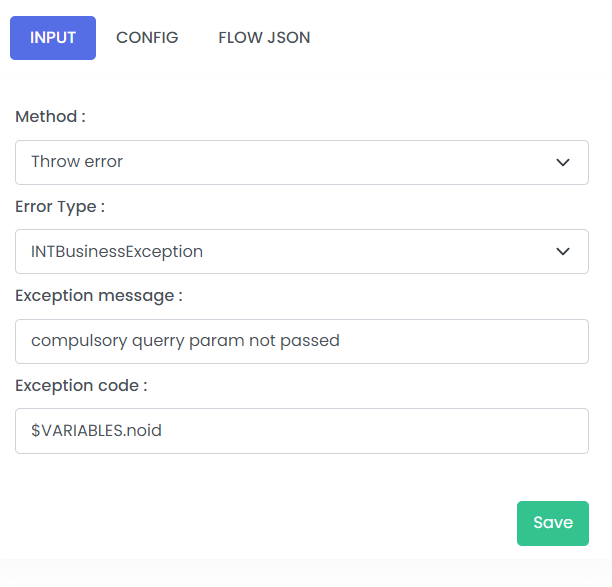 INPUT CONFIG FLOW JSON
Method :
Throw error
Error Type :
INTBusinessException
Exception message :
compulsory querry param not passed
Exception code :
$VARIABLES.noid
Save